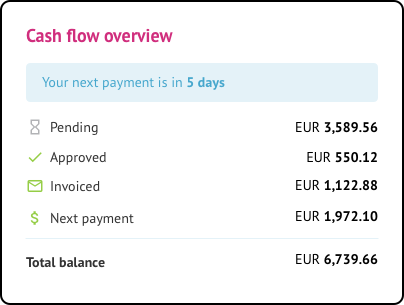 Cash flow overview
Your next payment is in 5 days
Pending EUR 3,589.56
Approved EUR 550.12
Invoiced EUR 1,122.88
Next payment EUR 1,972.10
Total balance EUR 6,739.66